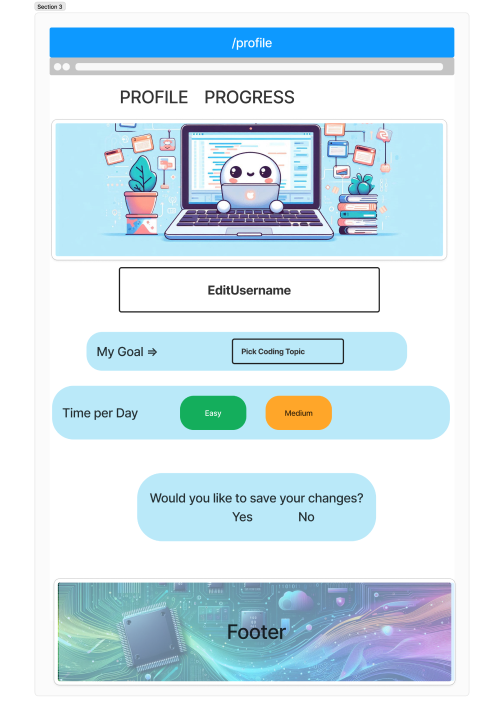 Section 3
/profile
PROFILE PROGRESS
EditUsername
My Goal ⇒
Pick Coding Topic
Time per Day
Easy
Medium
Would you like to save your changes?
Yes No
Footer